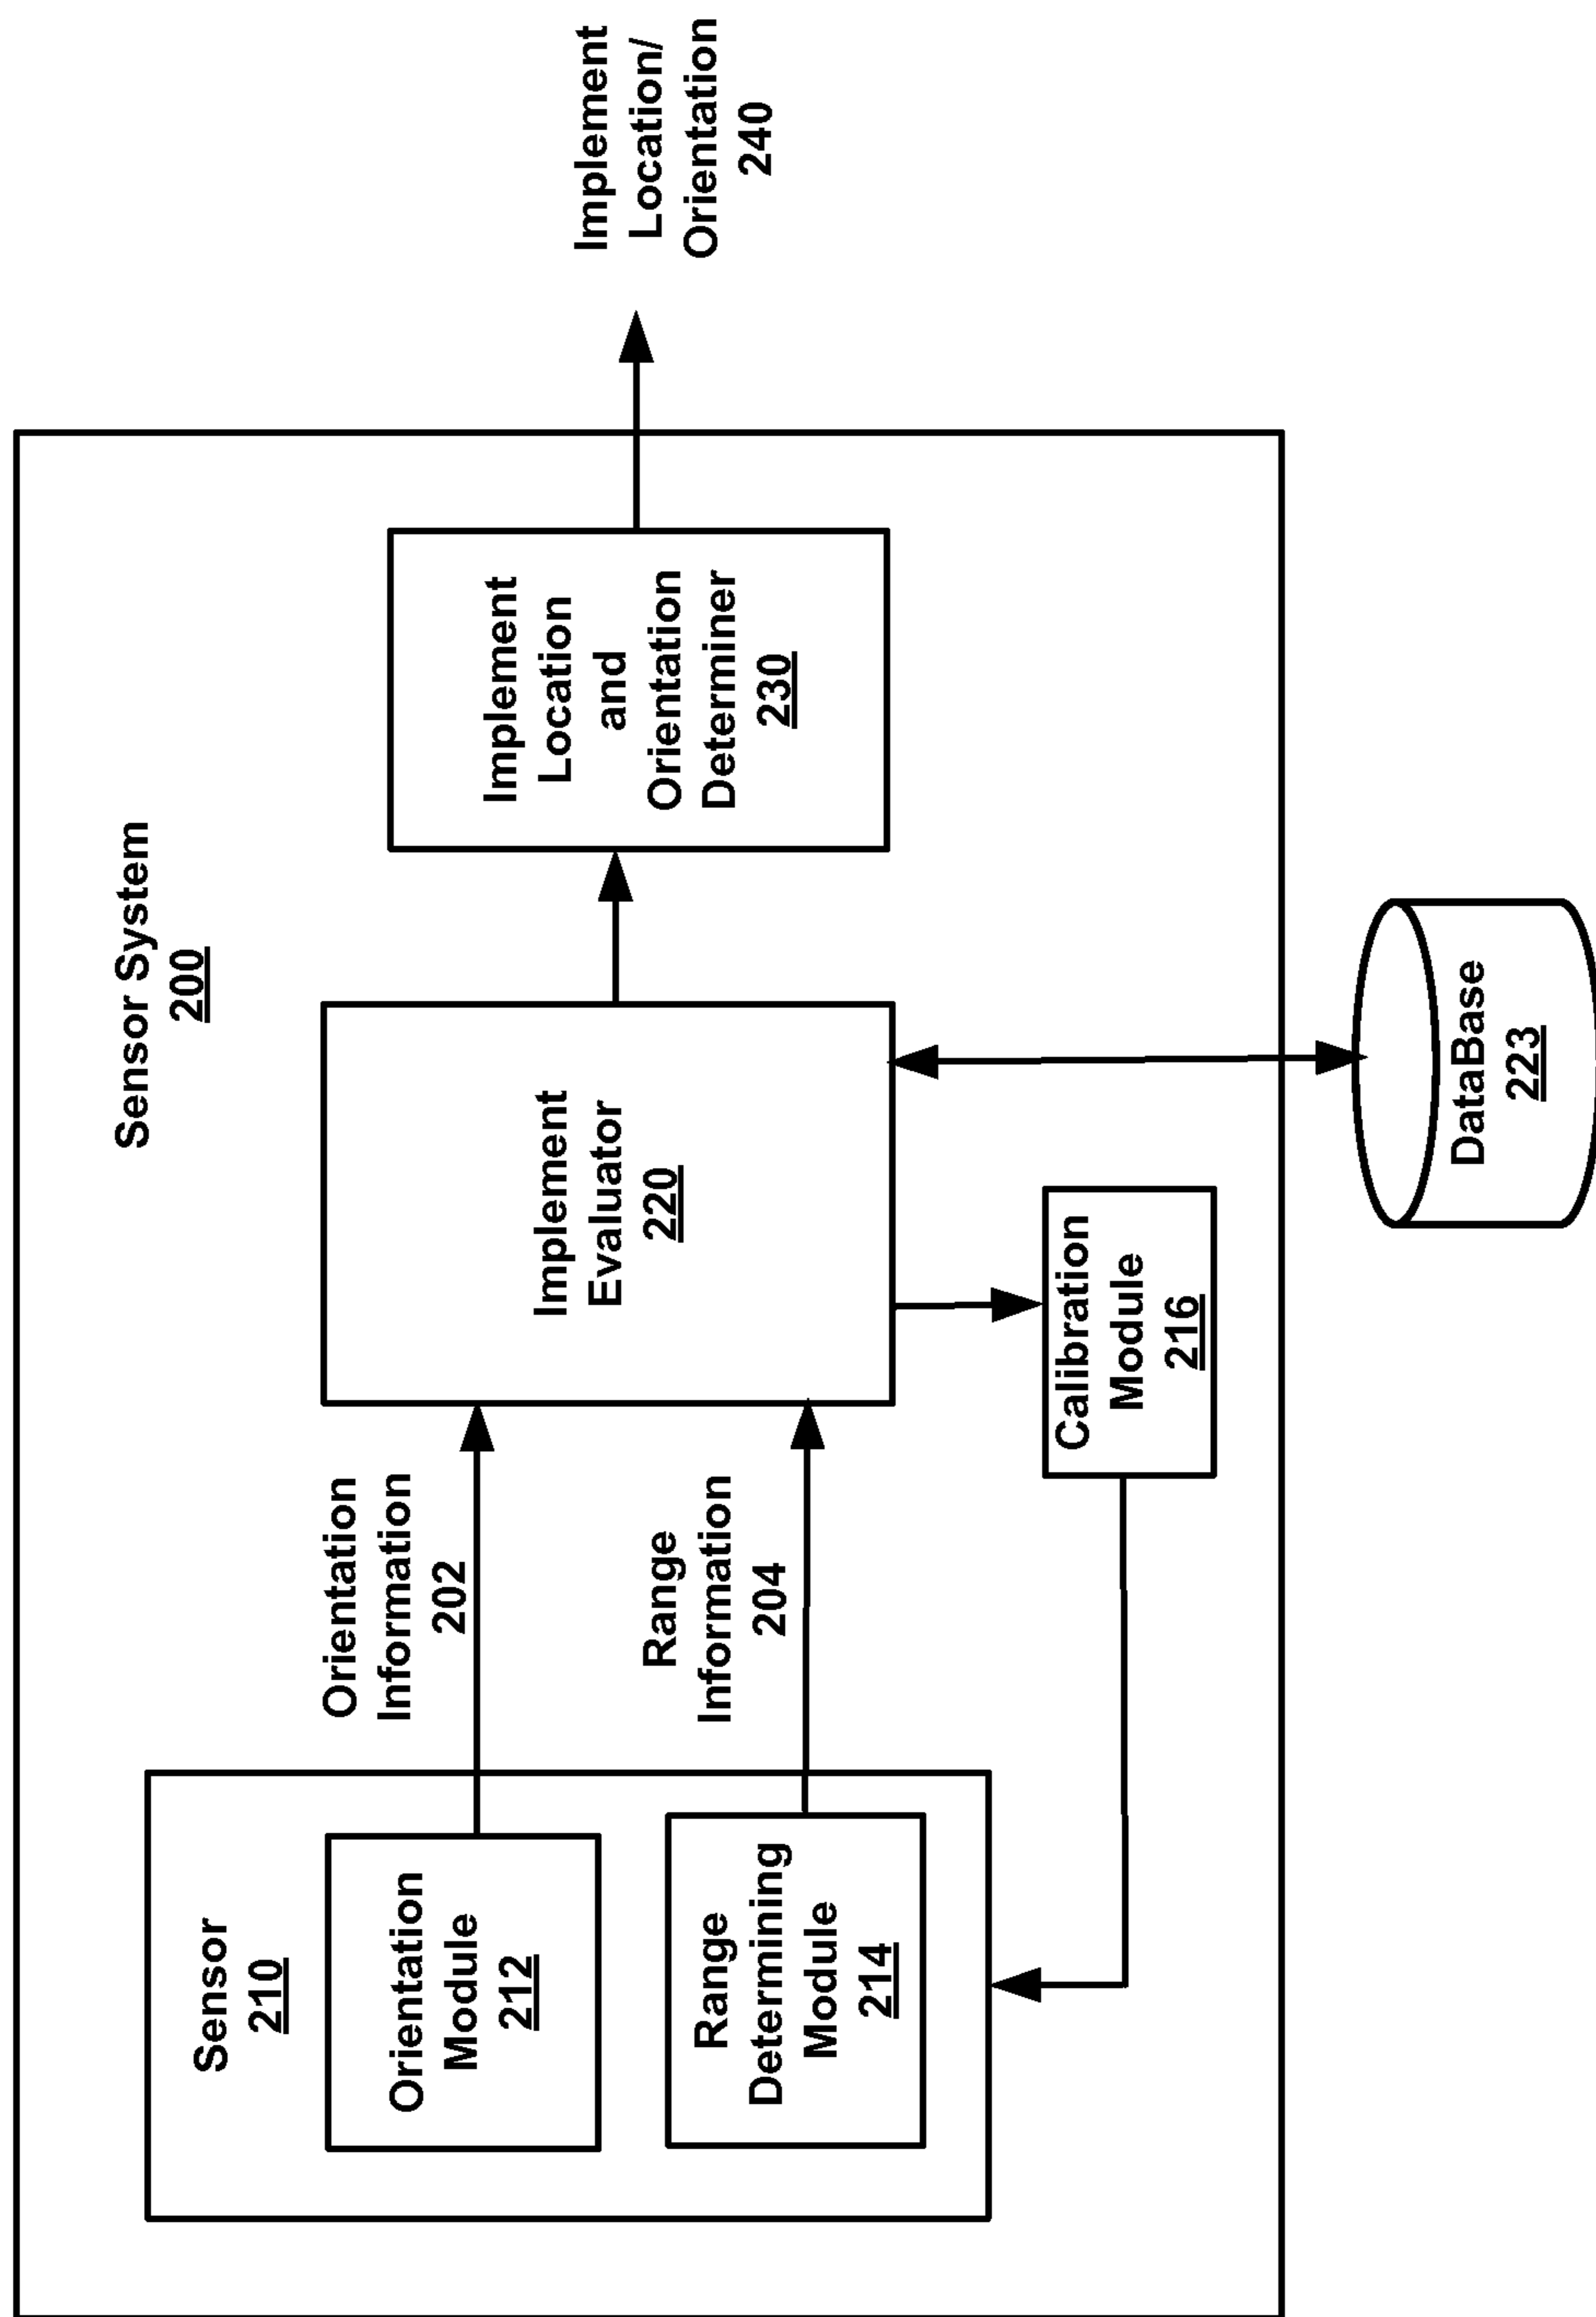 Sensor System
200
Sensor
210
Orientation
Module
212
Range
Determining
Module
214
Orientation
Information
202
Range
Information
204
Implement
Evaluator
220
Calibration
Module
216
Implement
Location
and
Orientation
Determiner
230
Implement
Location/
Orientation
240
DataBase
223